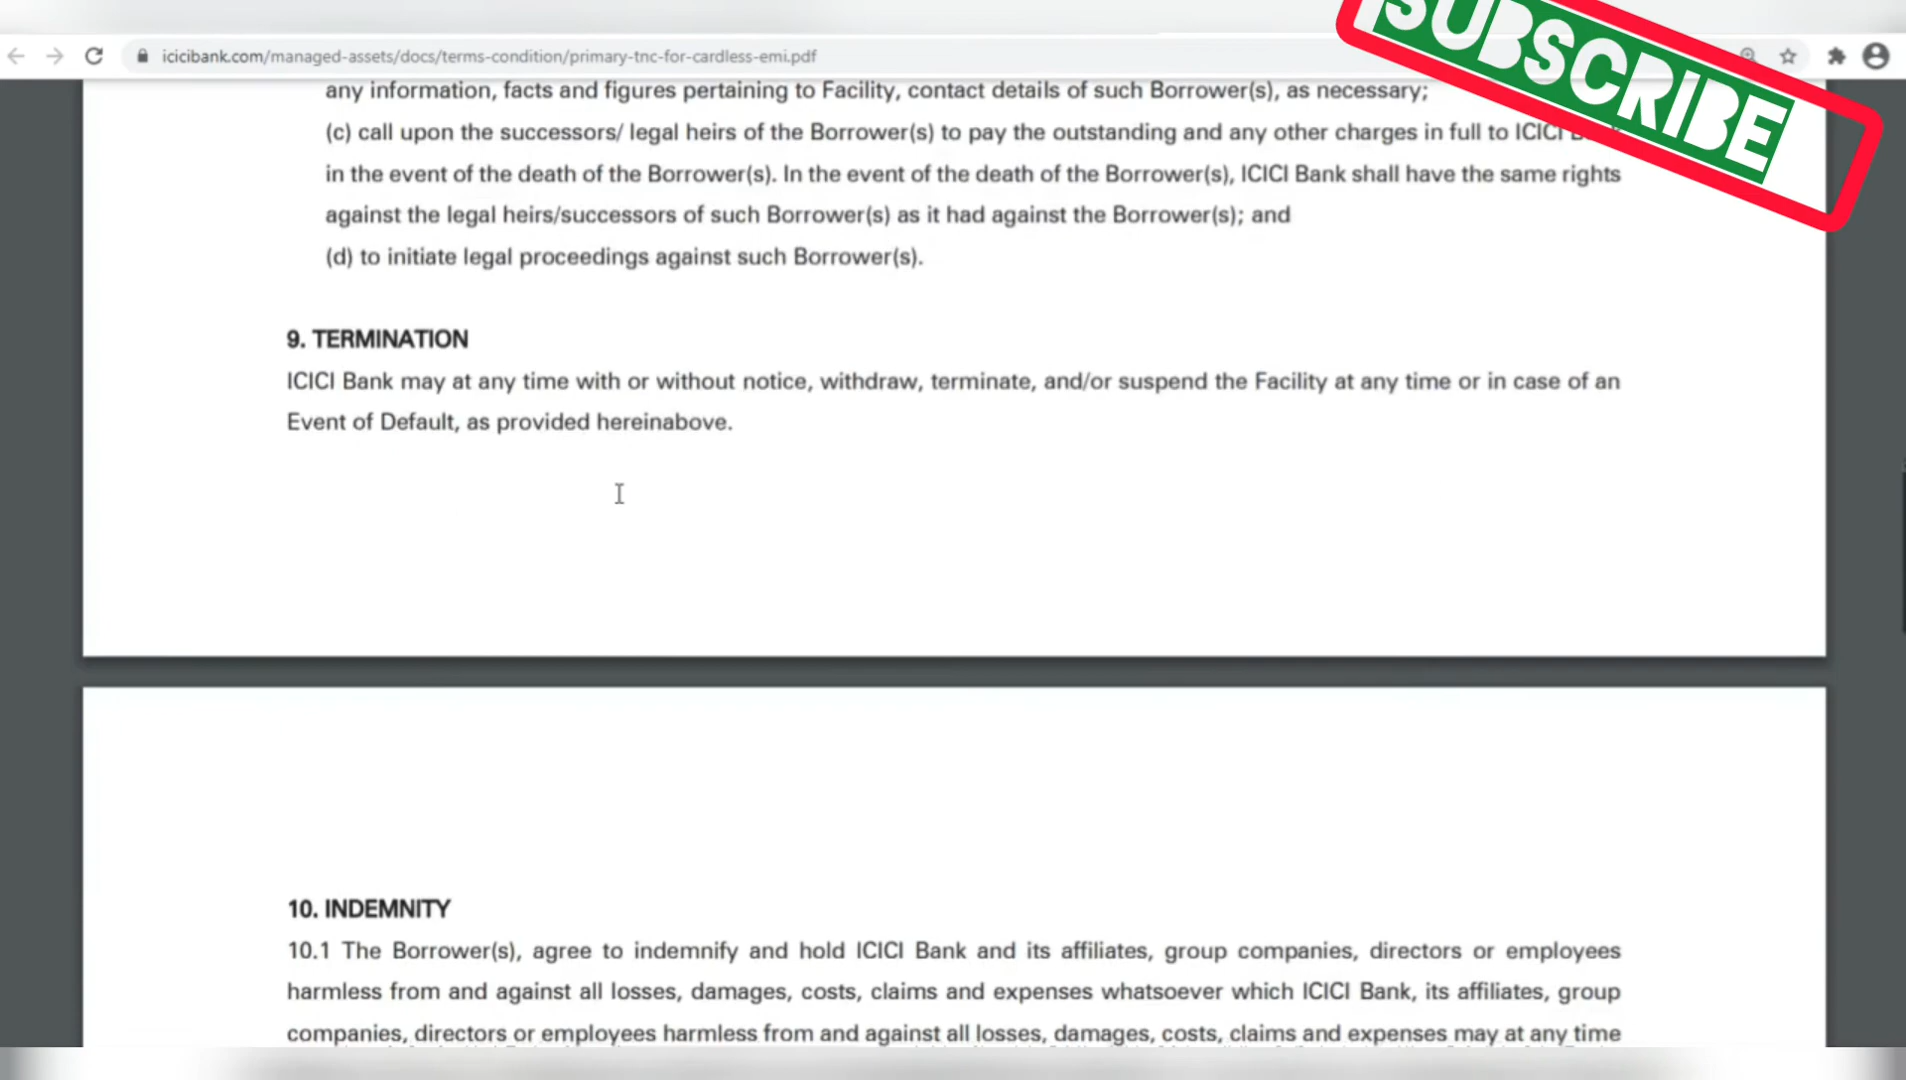 SUBSCRIBE
icicibank.com/managed-assets/docs/terms-condition/primary-tnc-for-cardless-emi.pdf
any information, facts and figures pertaining to Facility, contact details of such Borrower(s), as necessary;
(c) call upon the successors/ legal heirs of the Borrower(s) to pay the outstanding and any other charges in full to ICICI
in the event of the death of the Borrower(s). In the event of the death of the Borrower(s), ICICI Bank shall have the same rights
against the legal heirs/successors of such Borrower(s) as it had against the Borrower(s); and
(d) to initiate legal proceedings against such Borrower(s).
9. TERMINATION
ICICI Bank may at any time with or without notice, withdraw, terminate, and/or suspend the Facility at any time or in case of an
Event of Default, as provided hereinabove.
10. INDEMNITY
10.1 The Borrower(s), agree to indemnify and hold ICICI Bank and its affiliates, group companies, directors or employees
harmless from and against all losses, damages, costs, claims and expenses whatsoever which ICICI Bank, its affiliates, group
companies, directors or employees harmless from and against all losses, damages, costs, claims and expenses may at any time